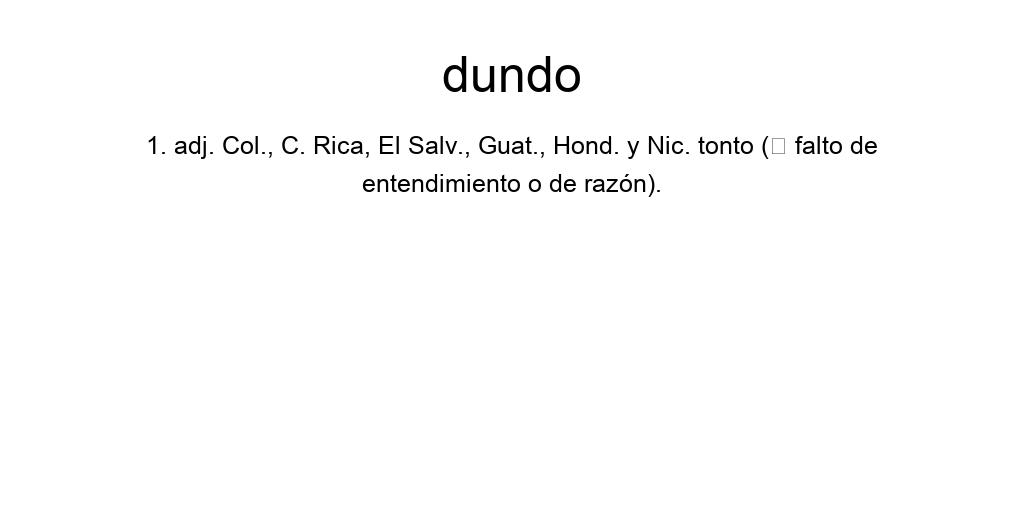 dundo
1. adj. Col., C. Rica, El Salv., Guat., Hond. y Nic. tonto (□ falto de
entendimiento o de razón).